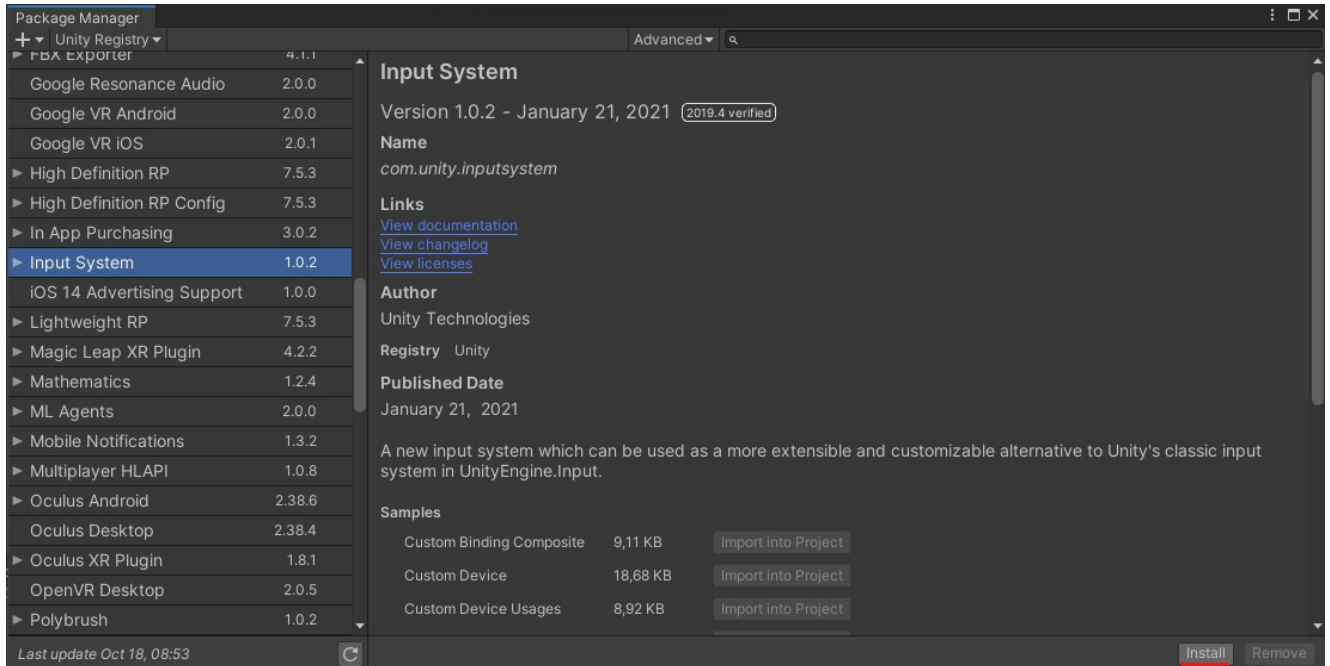 Package Manager
+ Unity Registry Advanced
FBX Exporter 4.1.1
Google Resonance Audio 2.0.0
Google VR Android 2.0.0
Google VR iOS 2.0.1
High Definition RP 7.5.3
High Definition RP Config 7.5.3
In App Purchasing 3.0.2
Input System 1.0.2
iOS 14 Advertising Support 1.0.0
Lightweight RP 7.5.3
Magic Leap XR Plugin 4.2.2
Mathematics 1.2.4
ML Agents 2.0.0
Mobile Notifications 1.3.2
Multiplayer HLAPI 1.0.8
Oculus Android 2.38.6
Oculus Desktop 2.38.4
Oculus XR Plugin 1.8.1
OpenVR Desktop 2.0.5
Polybrush 1.0.2
Last update Oct 18, 08:53
Input System
Version 1.0.2 - January 21, 2021 2019.4 verified
Name
com.unity.inputsystem
Links
View documentation
View changelog
View licenses
Author
Unity Technologies
Registry Unity
Published Date
January 21, 2021
A new input system which can be used as a more extensible and customizable alternative to Unity's classic input
system in UnityEngine.Input.
Samples
Custom Binding Composite 9,11 KB Import into Project
Custom Device 18,68 KB Import into Project
Custom Device Usages 8,92 KB Import into Project
Install Remove